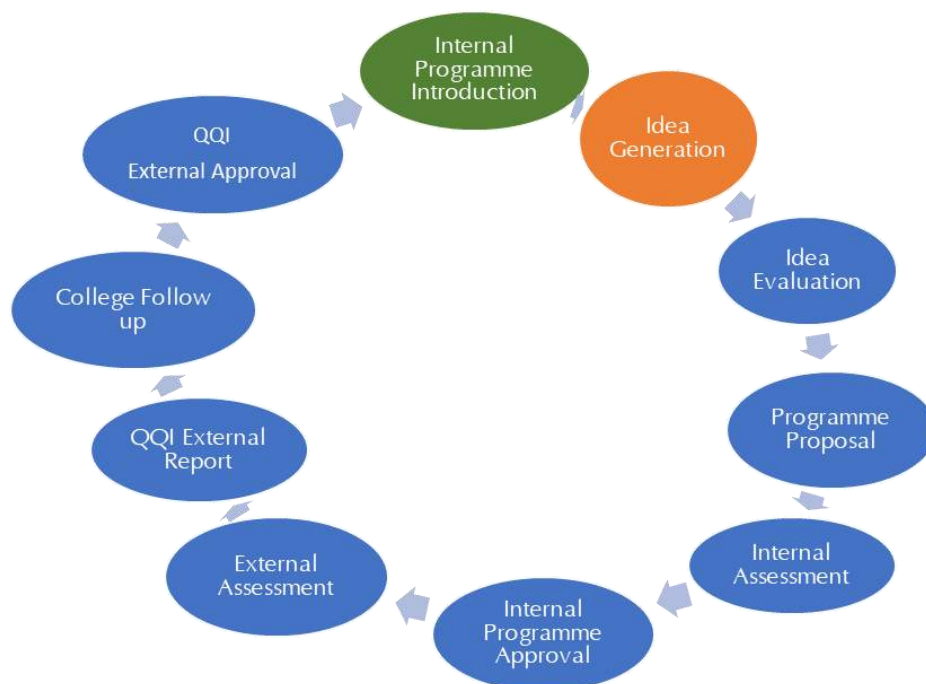 Internal
Programme
Introduction
Idea
Generation
Idea
Evaluation
Programme
Proposal
Internal
Assessment
Internal
Programme
Approval
External
Assessment
QQI External
Report
College Follow
up
QQI
External Approval